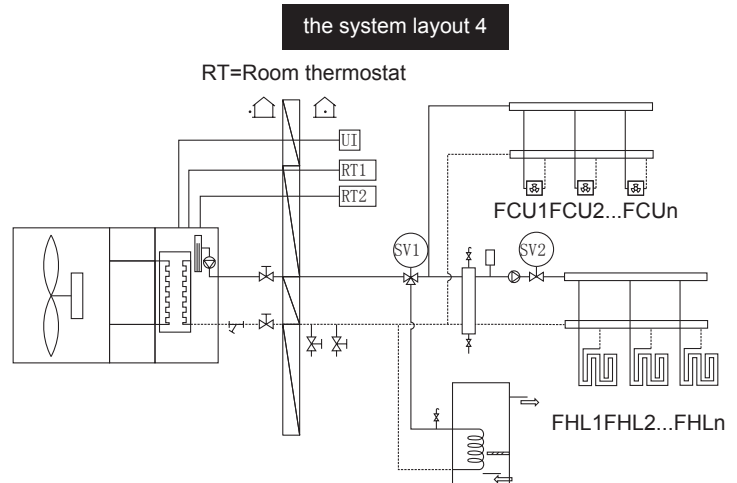 the system layout 4
RT=Room thermostat
UI
RT1
RT2
FCU1FCU2...FCUn
SV1
SV2
FHL1FHL2...FHLn